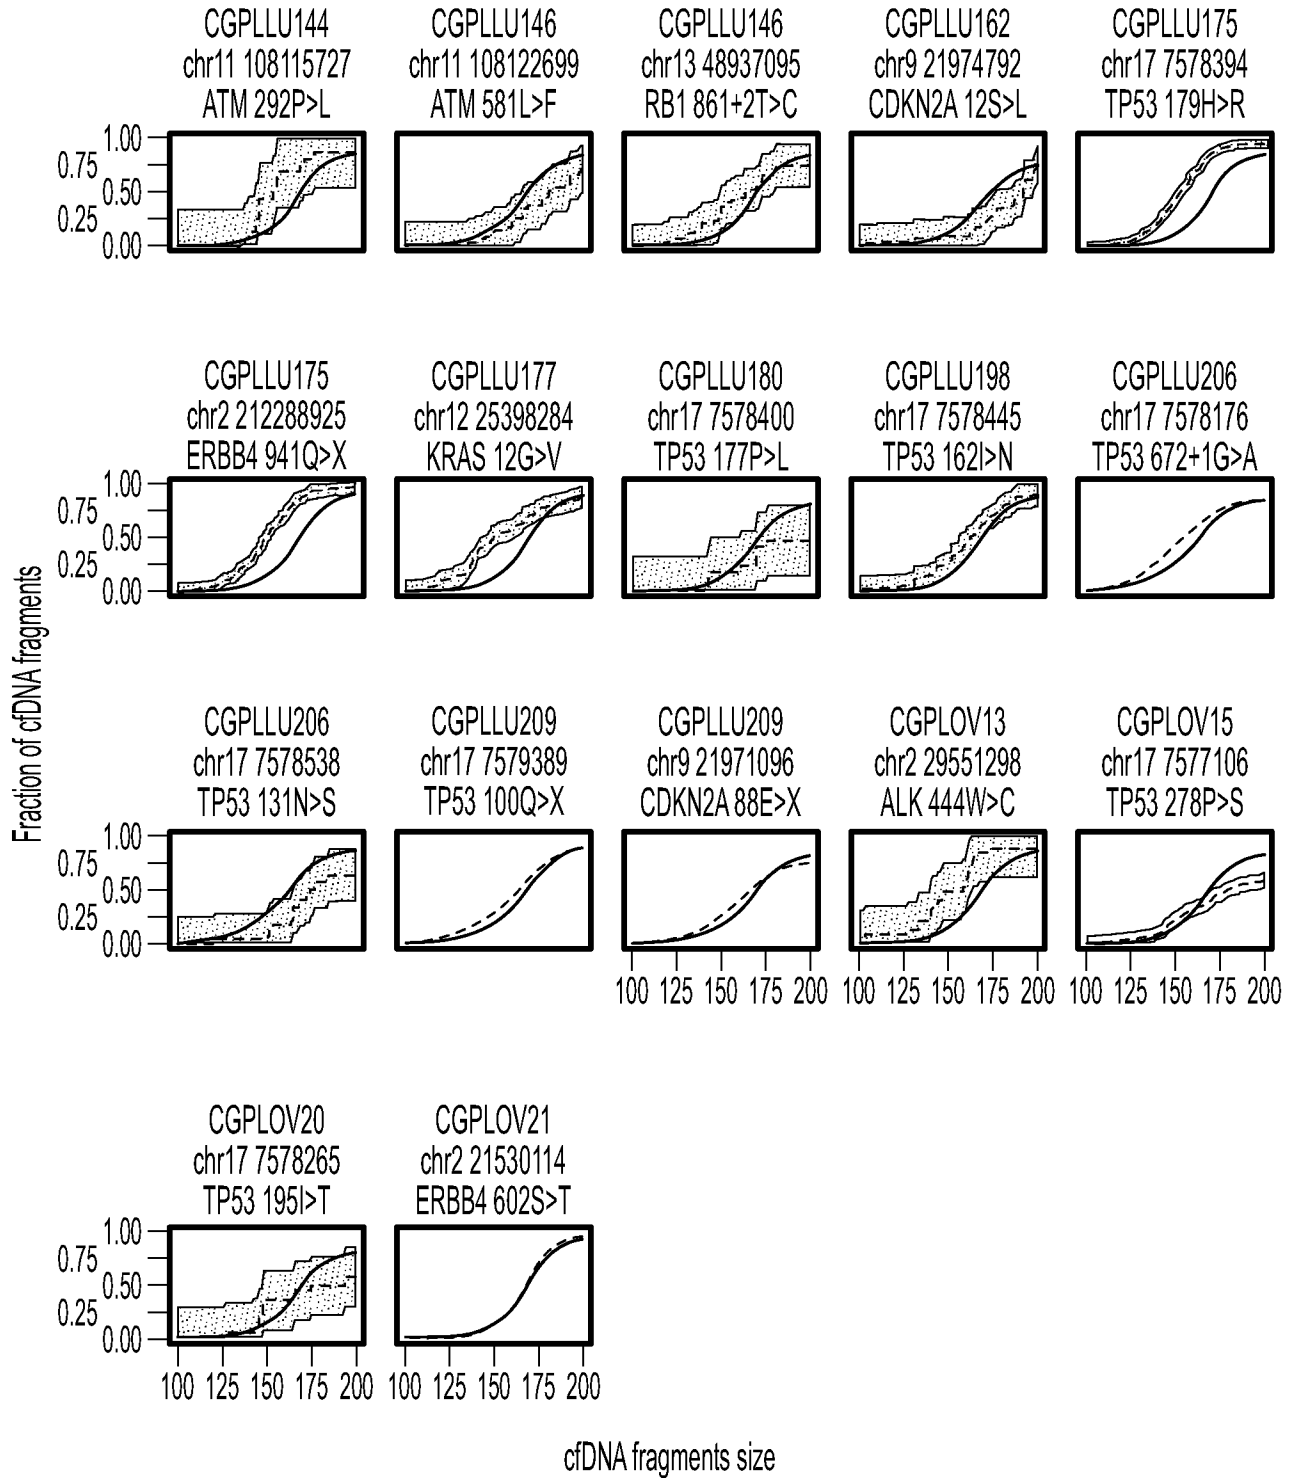 CGPLLU144
chr11 108115727
ATM 292P>L
CGPLLU146
chr11 108122699
ATM 581L>F
CGPLLU146
chr13 48937095
RB1 861+2T>C
CGPLLU162
chr9 21974792
CDKN2A 12S>L
CGPLLU175
chr17 7578394
TP53 179H>R
1.00
0.75
0.50
0.25
0.00
CGPLLU175
chr2 212288925
ERBB4 941Q>X
CGPLLU177
chr12 25398284
KRAS 12G>V
CGPLLU180
chr17 7578400
TP53 177P>L
CGPLLU198
chr17 7578445
TP53 162I>N
CGPLLU206
chr17 7578176
TP53 672+1G>A
1.00
0.75
0.50
0.25
0.00
Fraction of cfDNA fragments
CGPLLU206
chr17 7578538
TP53 131N>S
CGPLLU209
chr17 7579389
TP53 100Q>X
CGPLLU209
chr9 21971096
CDKN2A 88E>X
CGPLOV13
chr2 29551298
ALK 444W>C
CGPLOV15
chr17 7577106
TP53 278P>S
1.00
0.75
0.50
0.25
0.00
100 125 150 175 200
100 125 150 175 200
100 125 150 175 200
CGPLOV20
chr17 7578265
TP53 195I>T
CGPLOV21
chr2 21530114
ERBB4 602S>T
1.00
0.75
0.50
0.25
0.00
100 125 150 175 200
100 125 150 175 200
cfDNA fragments size